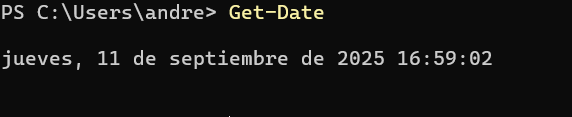 PS C:\Users\andre> Get-Date
jueves, 11 de septiembre de 2025 16:59:02